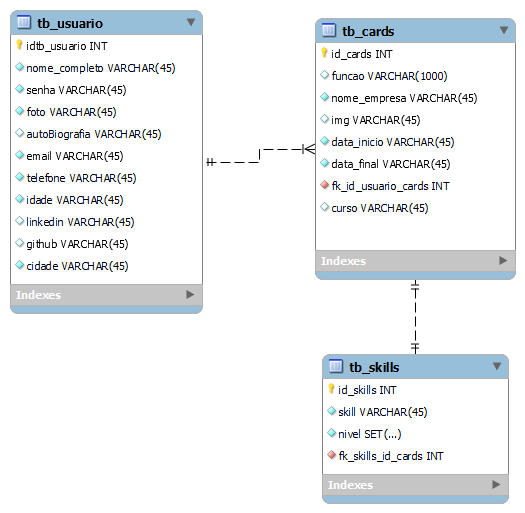 tb_usuario
idtb_usuario INT
nome_completo VARCHAR(45)
senha VARCHAR(45)
foto VARCHAR(45)
autoBiografia VARCHAR(45)
email VARCHAR(45)
telefone VARCHAR(45)
idade VARCHAR(45)
linkedin VARCHAR(45)
github VARCHAR(45)
cidade VARCHAR(45)
Indexes
tb_cards
id_cards INT
funcao VARCHAR(1000)
nome_empresa VARCHAR(45)
img VARCHAR(45)
data_inicio VARCHAR(45)
data_final VARCHAR(45)
fk_id_usuario_cards INT
curso VARCHAR(45)
Indexes
tb_skills
id_skills INT
skill VARCHAR(45)
nivel SET(...)
fk_skills_id_cards INT
Indexes